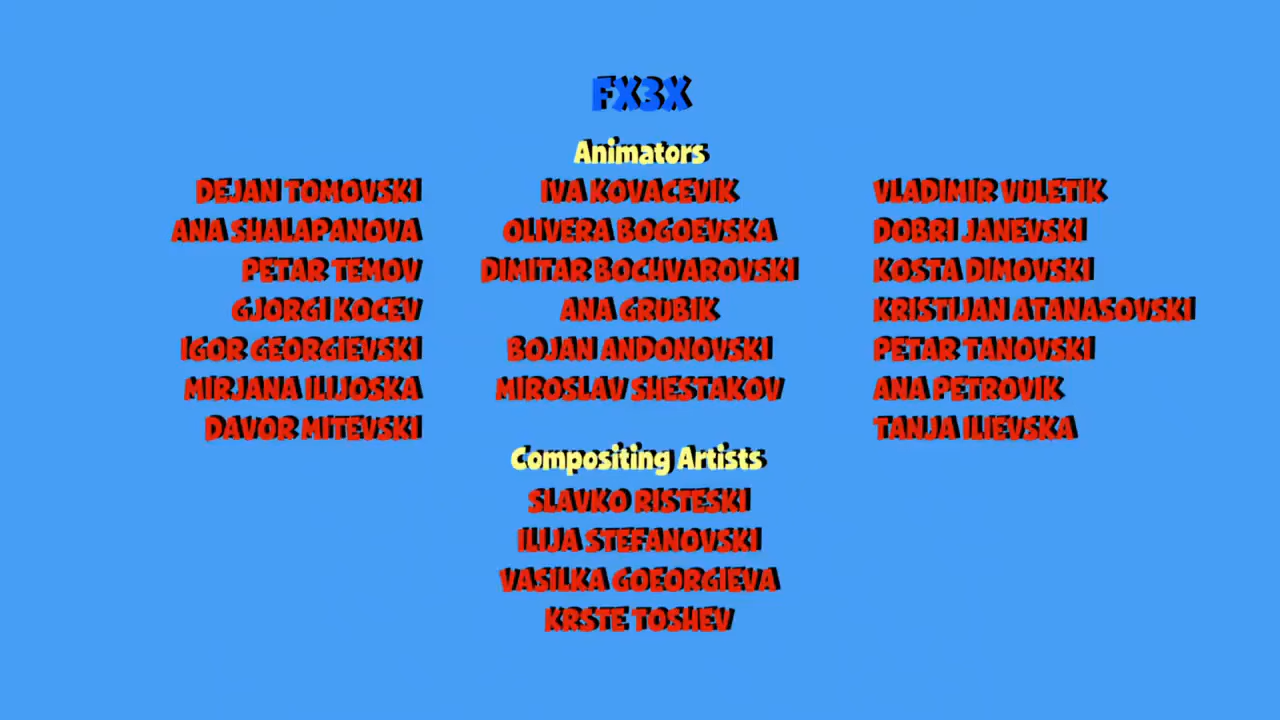 FX3X
Animators
DEJAN TOMOVSKI IVA KOVACEVIK VLADIMIR VULETIK
ANA SHALAPANOVA OLIVERA BOGOEVSKA DOBRI JANEVSKI
PETAR TEMOV DIMITAR BOCHVAROVSKI KOSTA DIMOVSKI
GJORGI KOCEV ANA GRUBIK KRISTIJAN ATANASOVSKI
IGOR GEORGIEVSKI BOJAN ANDONOVSKI PETAR TANOVSKI
MIRJANA ILIJOSKA MIROSLAV SHESTAKOV ANA PETROVIK
DAVOR MITEVSKI TANJA ILIEVSKA
Compositing Artists
SLAVKO RISTESKI
ILIJA STEFANOVSKI
VASILKA GOEORGIEVA
KRSTE TOSHEV